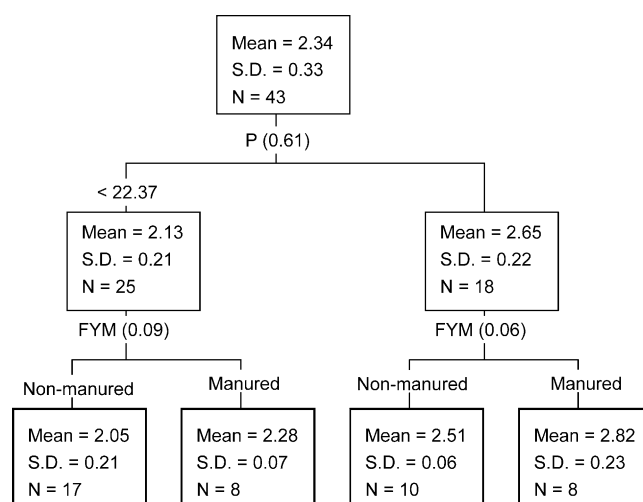 Mean = 2.34
S.D. = 0.33
N = 43
P (0.61)
< 22.37
Mean = 2.13
S.D. = 0.21
N = 25
Mean = 2.65
S.D. = 0.22
N = 18
FYM (0.09)
FYM (0.06)
Non-manured
Manured
Non-manured
Manured
Mean = 2.05
S.D. = 0.21
N = 17
Mean = 2.28
S.D. = 0.07
N = 8
Mean = 2.51
S.D. = 0.06
N = 10
Mean = 2.82
S.D. = 0.23
N = 8